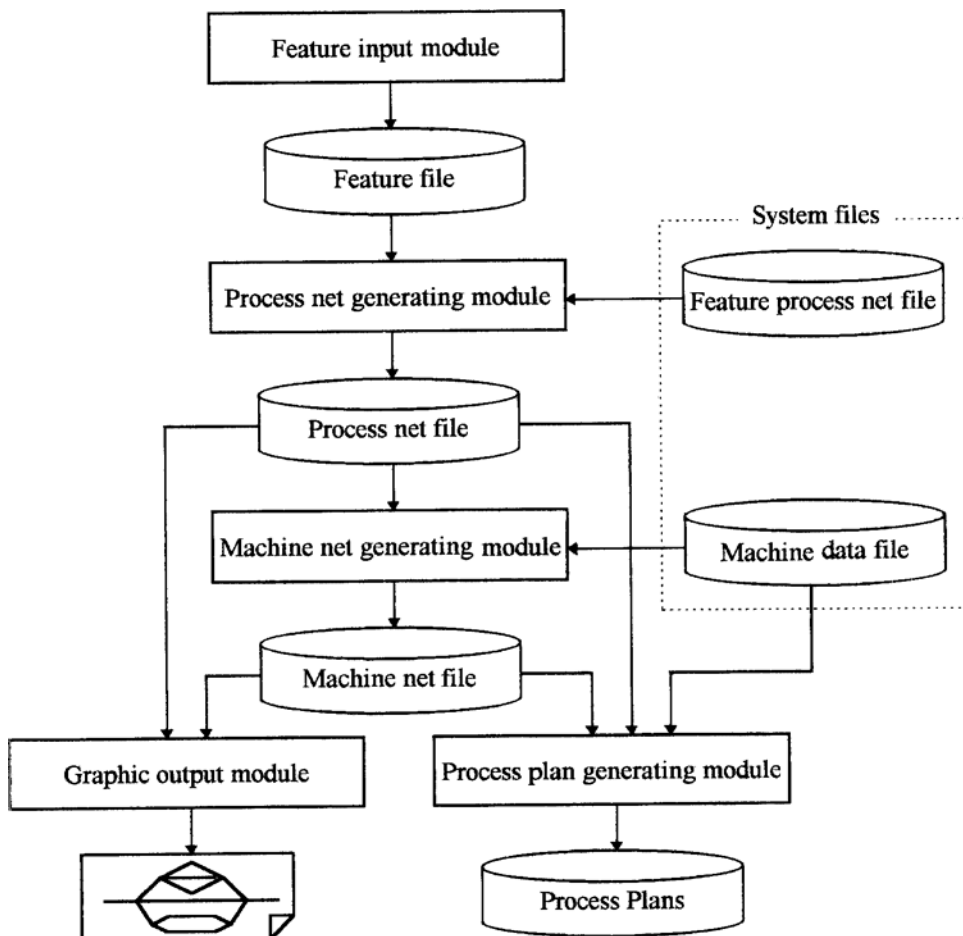 Feature input module
Feature file
System files
Process net generating module
Feature process net file
Process net file
Machine net generating module
Machine data file
Machine net file
Graphic output module
Process plan generating module
Process Plans